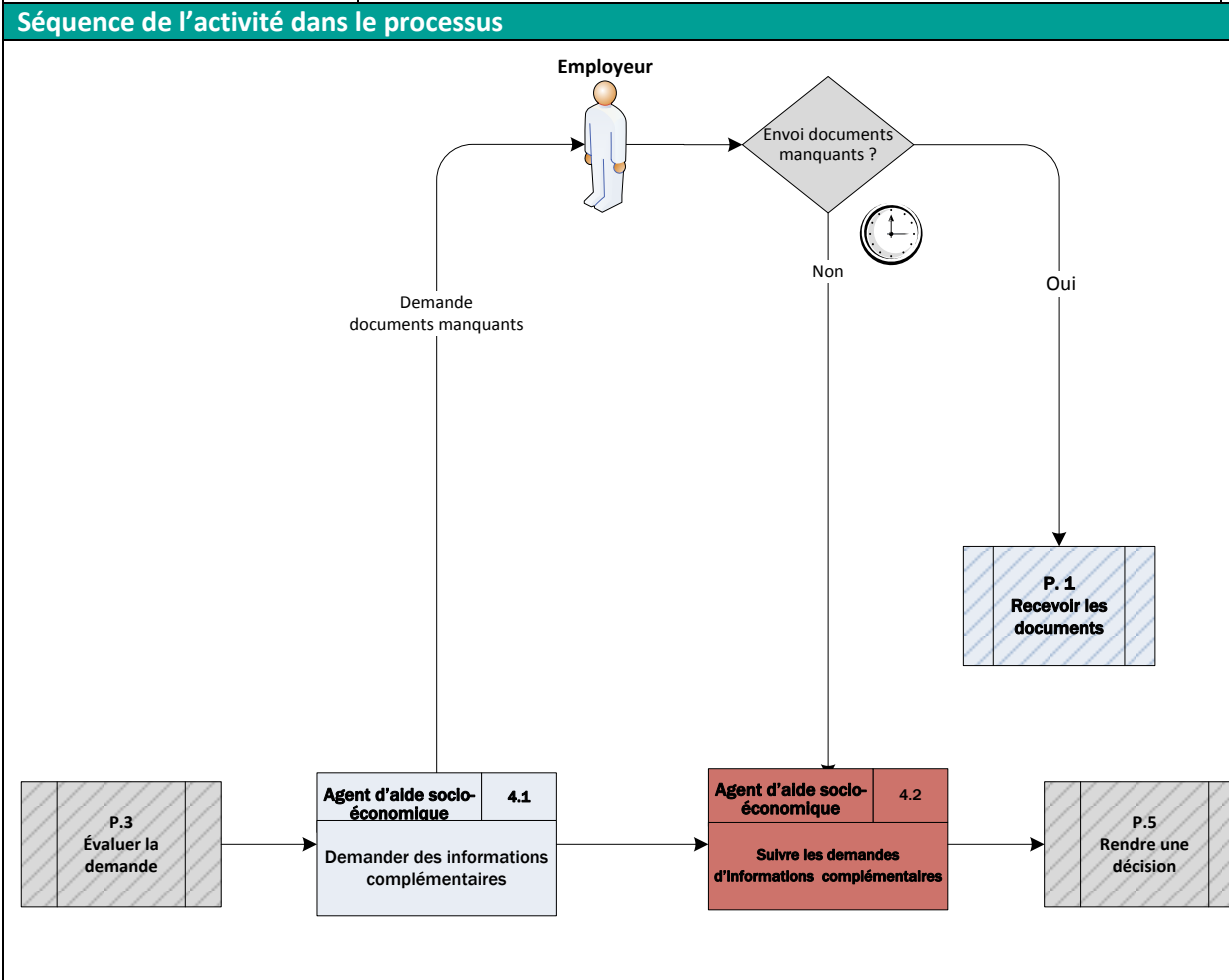 Séquence de l’activité dans le processus
Employeur
Envoi documents
manquants ?
Non
Oui
Demande
documents manquants
P. 1
Recevoir les
documents
P.3
Évaluer la
demande
Agent d’aide socio-
économique
4.1
Demander des informations
complémentaires
Agent d’aide socio-
économique
4.2
Suivre les demandes
d’informations complémentaires
P.5
Rendre une
décision